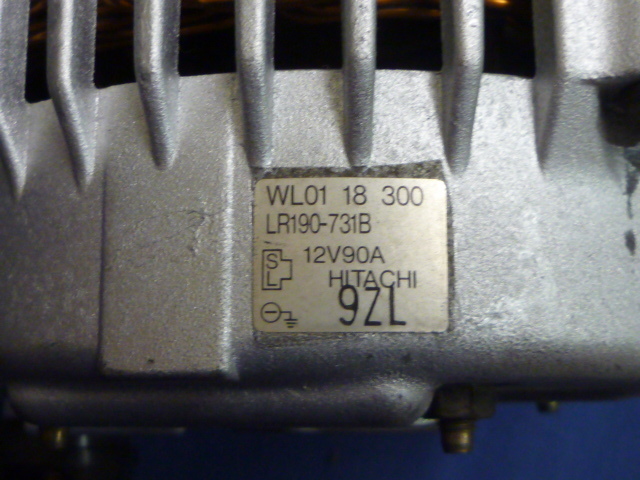 WL01 18 300
LR190-731B
12V90A
S
L
HITACHI
9ZL